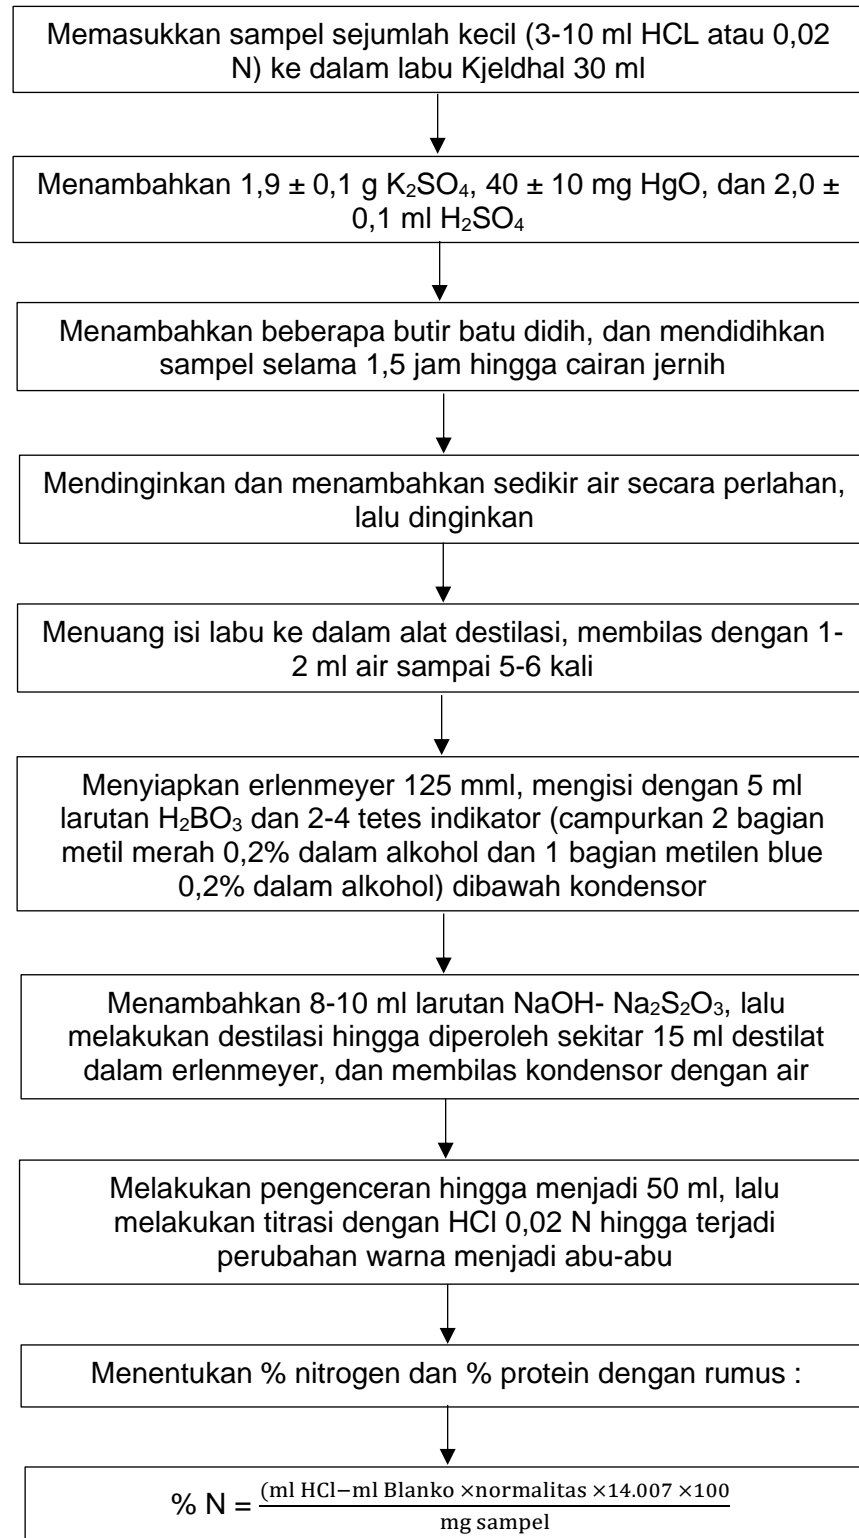 Memasukkan sampel sejumlah kecil (3-10 ml HCL atau 0,02
N) ke dalam labu Kjeldhal 30 ml
Menambahkan 1,9 ± 0,1 g K₂SO₄, 40 ± 10 mg HgO, dan 2,0 ±
0,1 ml H₂SO₄
Menambahkan beberapa butir batu didih, dan mendidihkan
sampel selama 1,5 jam hingga cairan jernih
Mendinginkan dan menambahkan sedikir air secara perlahan,
lalu dinginkan
Menuang isi labu ke dalam alat destilasi, membilas dengan 1-
2 ml air sampai 5-6 kali
Menyiapkan erlenmeyer 125 mml, mengisi dengan 5 ml
larutan H₂BO₃ dan 2-4 tetes indikator (campurkan 2 bagian
metil merah 0,2% dalam alkohol dan 1 bagian metilen blue
0,2% dalam alkohol) dibawah kondensor
Menambahkan 8-10 ml larutan NaOH- Na₂S₂O₃, lalu
melakukan destilasi hingga diperoleh sekitar 15 ml destilat
dalam erlenmeyer, dan membilas kondensor dengan air
Melakukan pengenceran hingga menjadi 50 ml, lalu
melakukan titrasi dengan HCl 0,02 N hingga terjadi
perubahan warna menjadi abu-abu
Menentukan % nitrogen dan % protein dengan rumus :
% N = (ml HCl−ml Blanko ×normalitas ×14.007 ×100
mg sampel